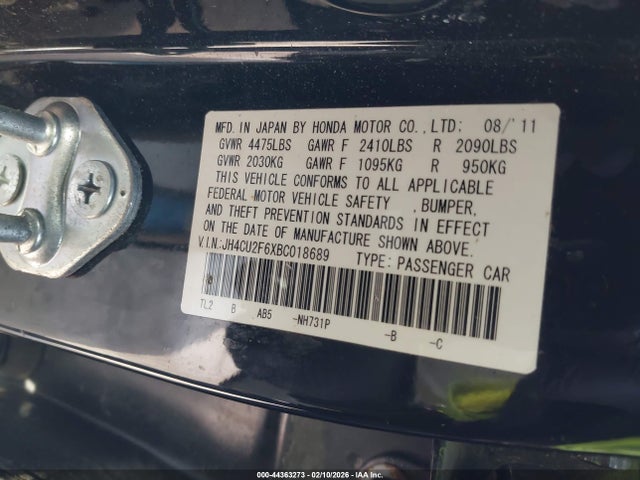 MFD. IN JAPAN BY HONDA MOTOR CO.,LTD: 08/'11
GVWR 4475LBS GAWR F 2410LBS R 2090LBS
GVWR 2030KG GAWR F 1095KG R 950KG
THIS VEHICLE CONFORMS TO ALL APPLICABLE
FEDERAL MOTOR VEHICLE SAFETY ,BUMPER,
AND THEFT PREVENTION STANDARDS IN EFFECT
ON THE DATE OF MANUFACTURE SHOWN ABOVE.
V.I.N:JH4CU2F6XBC018689 TYPE: PASSENGER CAR
TL2 B AB5 -NH731P -B -C
000-44363273 - 02/10/2026 - IAAI.COM